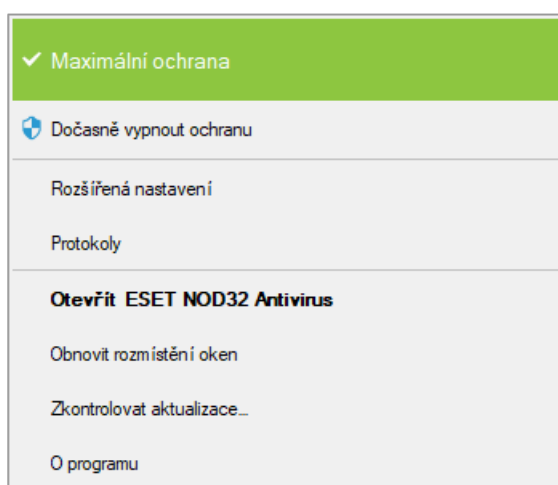 Maximální ochrana
Dočasně vypnout ochranu
Rozšířená nastavení
Protokoly
Otevřít ESET NOD32 Antivirus
Obnovit rozmístění oken
Zkontrolovat aktualizace...
O programu